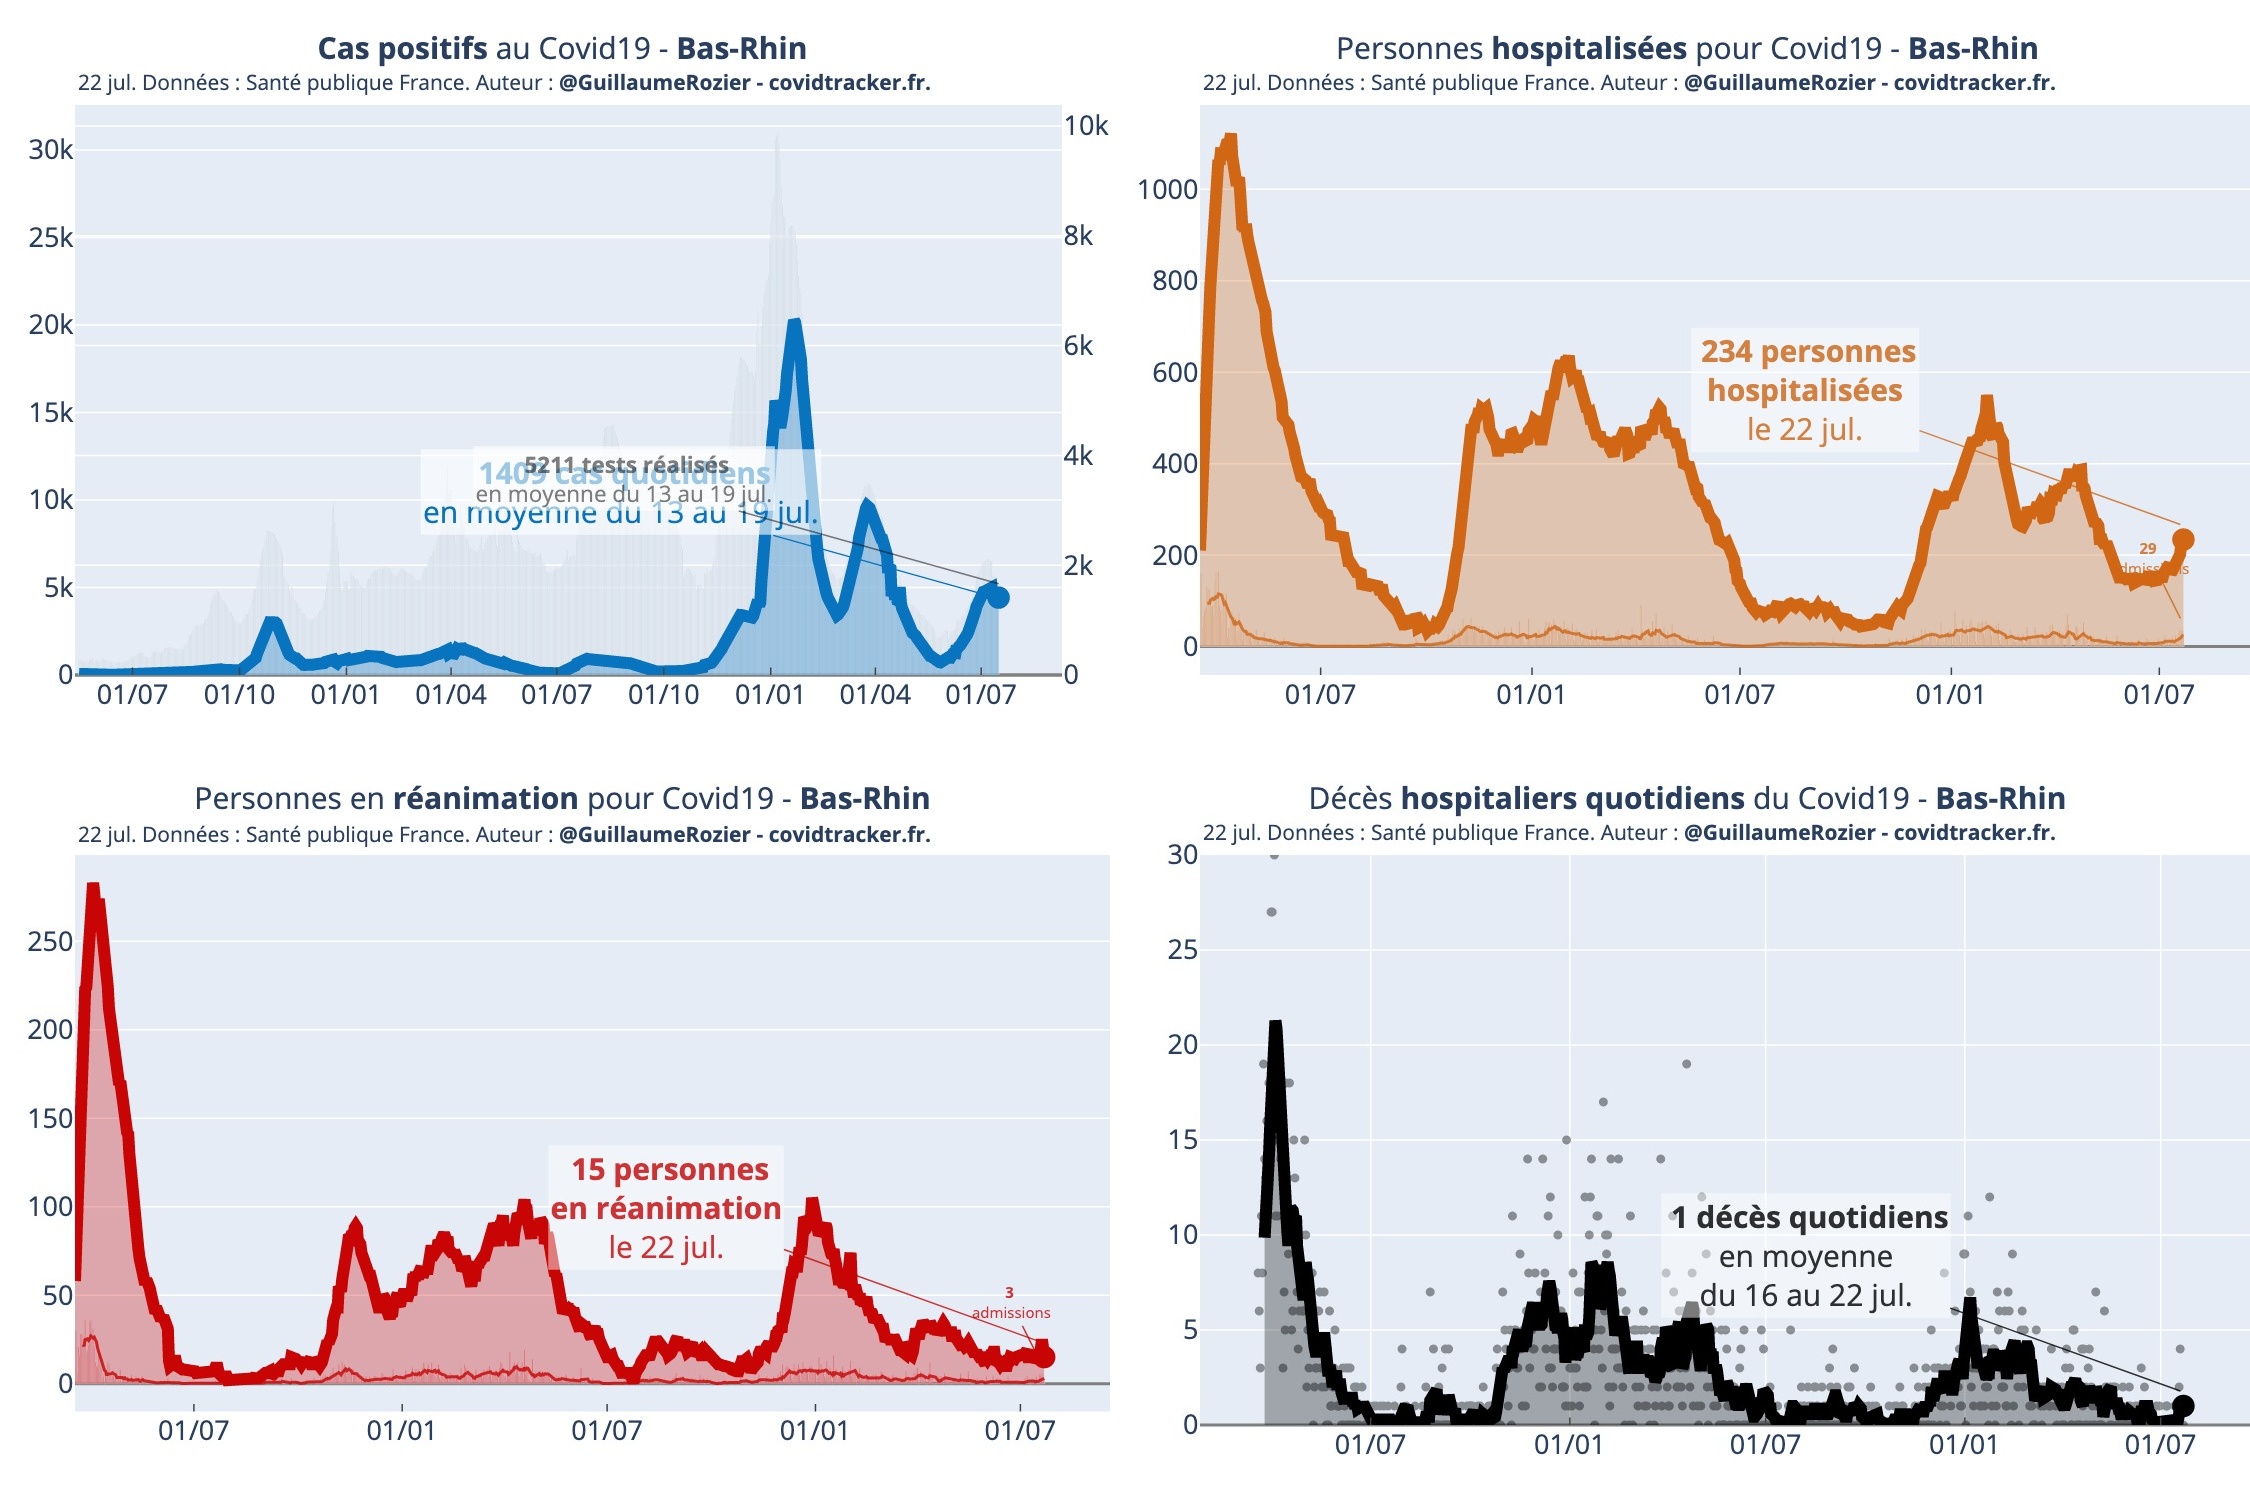 Cas positifs au Covid19 - Bas-Rhin
22 jul. Données : Santé publique France. Auteur : @GuillaumeRozier - covidtracker.fr.
30k
25k
20k
15k
10k
5k
0
10k
8k
6k
4k
2k
0
5211 tests réalisés
1409 cas quotidiens
en moyenne du 13 au 19 jul.
en moyenne du 13 au 19 jul.
01/07 01/10 01/01 01/04 01/07 01/10 01/01 01/04 01/07
Personnes hospitalisées pour Covid19 - Bas-Rhin
22 jul. Données : Santé publique France. Auteur : @GuillaumeRozier - covidtracker.fr.
1000
800
600
400
200
0
234 personnes
hospitalisées
le 22 jul.
29
admissions
01/07 01/01 01/07 01/01 01/07
Personnes en réanimation pour Covid19 - Bas-Rhin
22 jul. Données : Santé publique France. Auteur : @GuillaumeRozier - covidtracker.fr.
250
200
150
100
50
0
15 personnes
en réanimation
le 22 jul.
3
admissions
01/07 01/01 01/07 01/01 01/07
Décès hospitaliers quotidiens du Covid19 - Bas-Rhin
22 jul. Données : Santé publique France. Auteur : @GuillaumeRozier - covidtracker.fr.
30
25
20
15
10
5
0
1 décès quotidiens
en moyenne
du 16 au 22 jul.
01/07 01/01 01/07 01/01 01/07